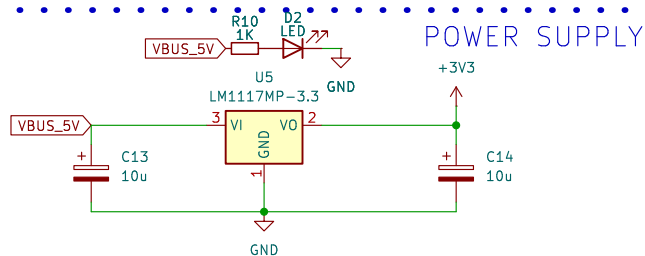 R10
1K
D2
LED
VBUS_5V
GND
POWER SUPPLY
+3V3
U5
LM1117MP-3.3
VBUS_5V
3
VI
VO
2
GND
1
+
C13
10u
+
C14
10u
GND